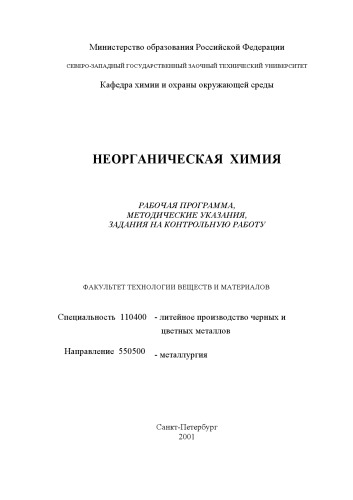 Министерство образования Российской Федерации
СЕВЕРО-ЗАПАДНЫЙ ГОСУДАРСТВЕННЫЙ ЗАОЧНЫЙ ТЕХНИЧЕСКИЙ УНИВЕРСИТЕТ
Кафедра химии и охраны окружающей среды
НЕОРГАНИЧЕСКАЯ ХИМИЯ
РАБОЧАЯ ПРОГРАММА,
МЕТОДИЧЕСКИЕ УКАЗАНИЯ,
ЗАДАНИЯ НА КОНТРОЛЬНУЮ РАБОТУ
ФАКУЛЬТЕТ ТЕХНОЛОГИИ ВЕЩЕСТВ И МАТЕРИАЛОВ
Специальность 110400 - литейное производство черных и
цветных металлов
Направление 550500 - металлургия
Санкт-Петербург
2001